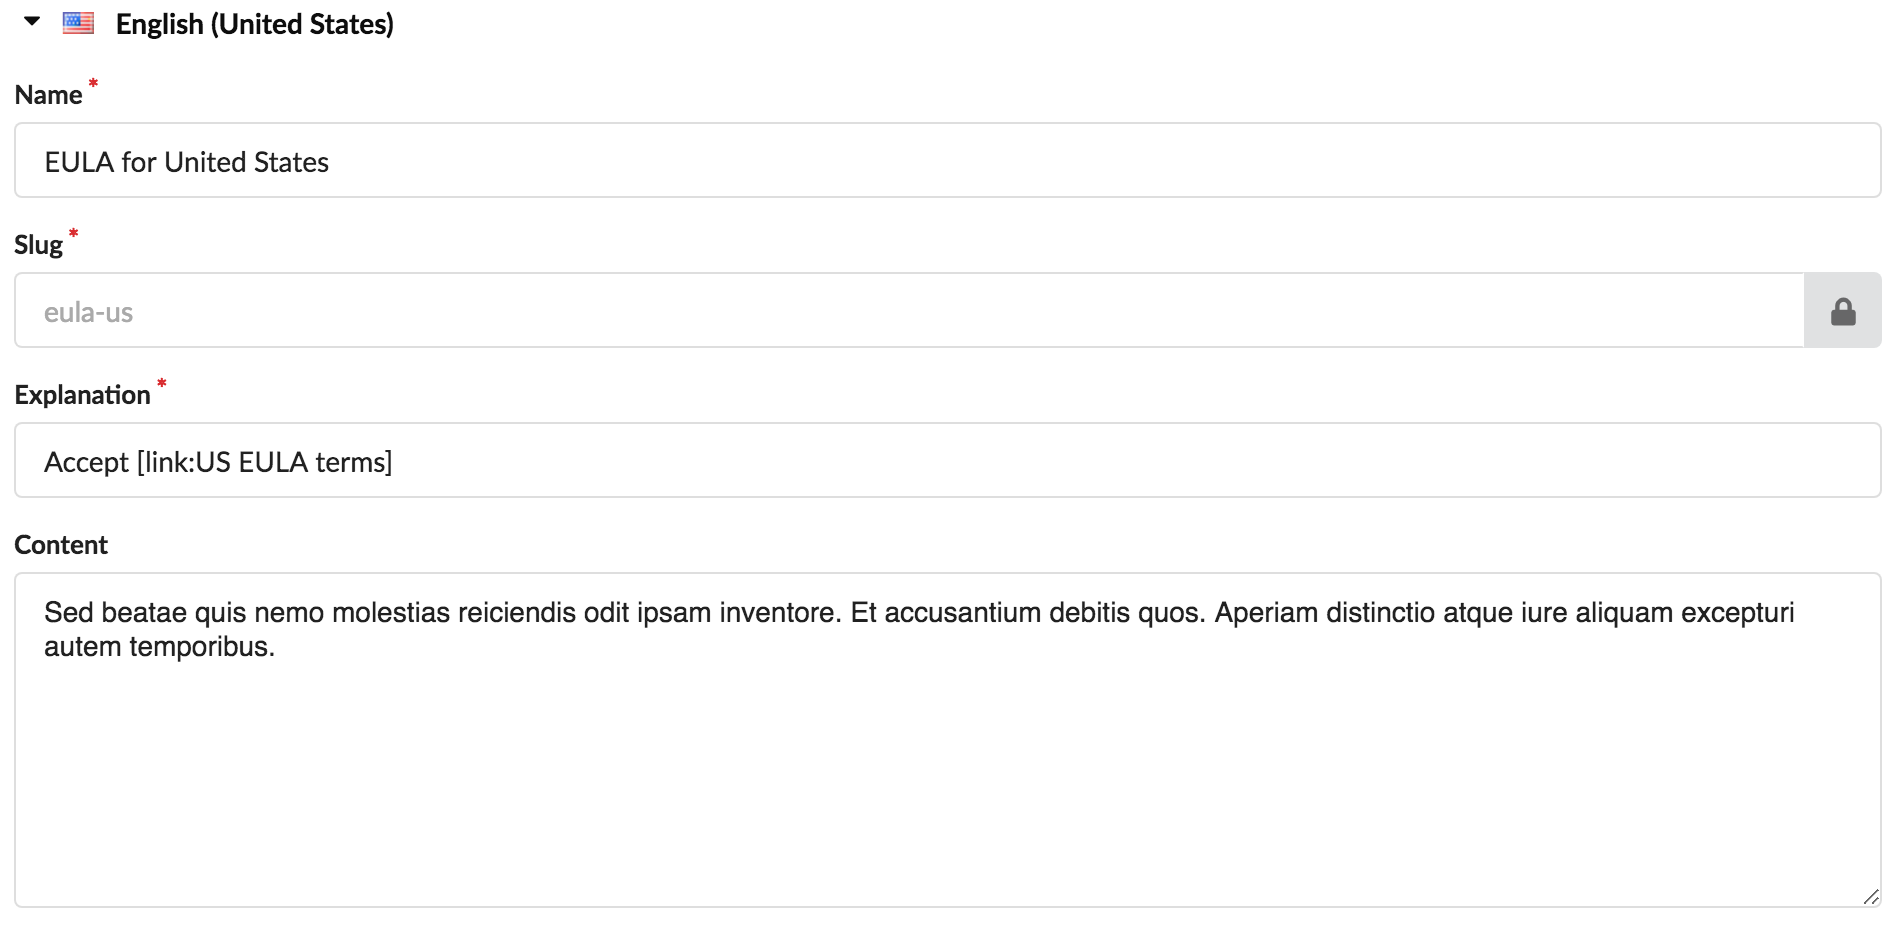 English (United States)
Name *
EULA for United States
Slug *
eula-us
Explanation *
Accept [link:US EULA terms]
Content
Sed beatae quis nemo molestias reiciendis odit ipsam inventore. Et accusantium debitis quos. Aperiam distinctio atque iure aliquam excepturi
autem temporibus.